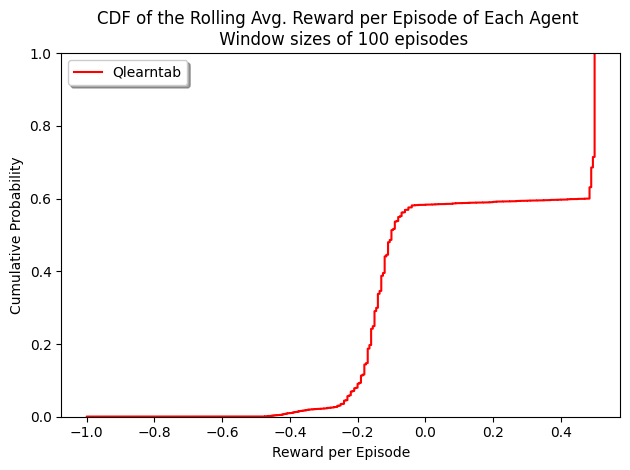 CDF of the Rolling Avg. Reward per Episode of Each Agent
Window sizes of 100 episodes
Qlearntab
Cumulative Probability
1.0
0.8
0.6
0.4
0.2
0.0
−1.0 −0.8 −0.6 −0.4 −0.2 0.0 0.2 0.4
Reward per Episode